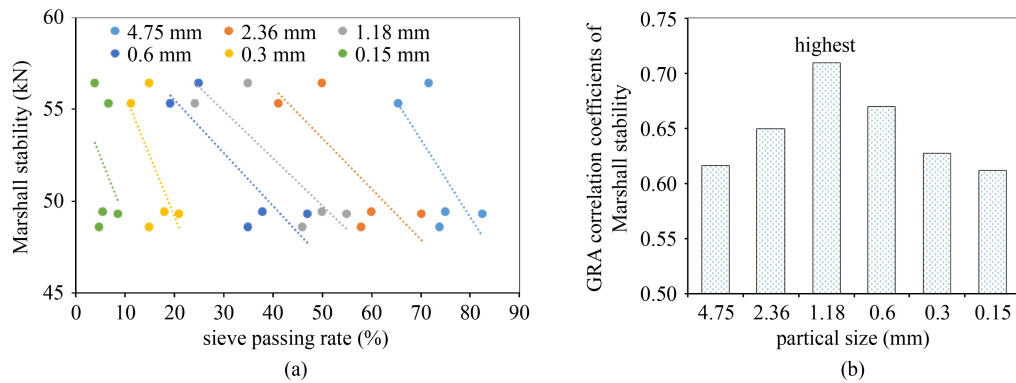 60
55
50
45
Marshall stability (kN)
4.75 mm 2.36 mm 1.18 mm
0.6 mm 0.3 mm 0.15 mm
0 10 20 30 40 50 60 70 80 90
sieve passing rate (%)
(a)
0.75
0.70
0.65
0.60
0.55
0.50
GRA correlation coefficients of
Marshall stability
highest
4.75 2.36 1.18 0.6 0.3 0.15
partical size (mm)
(b)